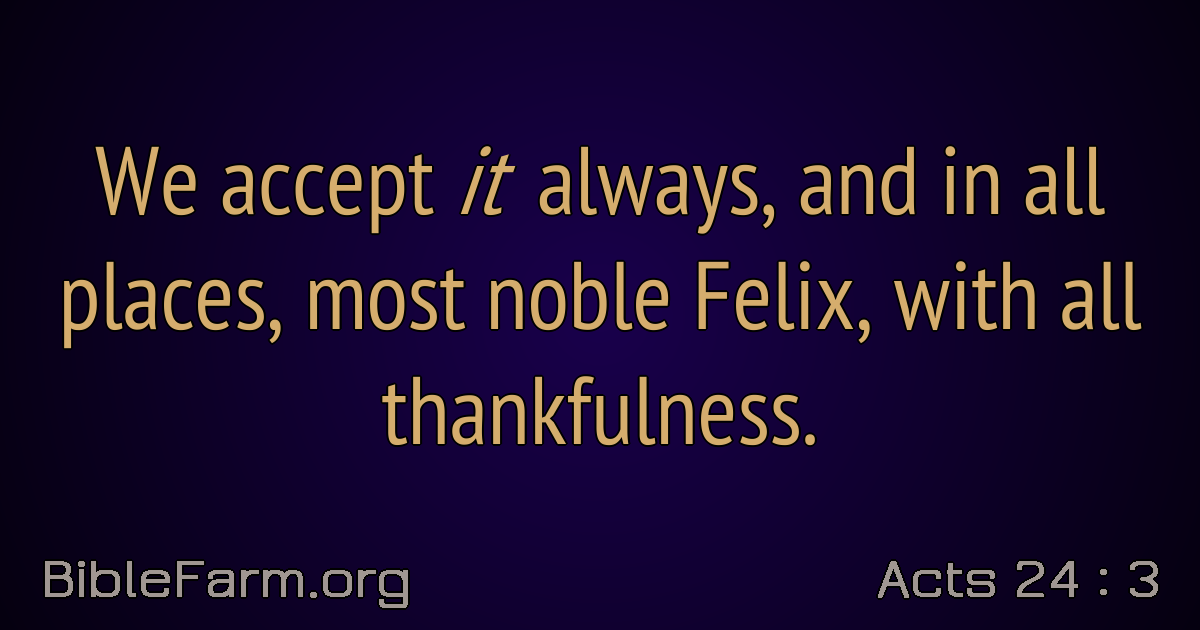 We accept it always, and in all
places, most noble Felix, with all
thankfulness.
BibleFarm.org
Acts 24 : 3